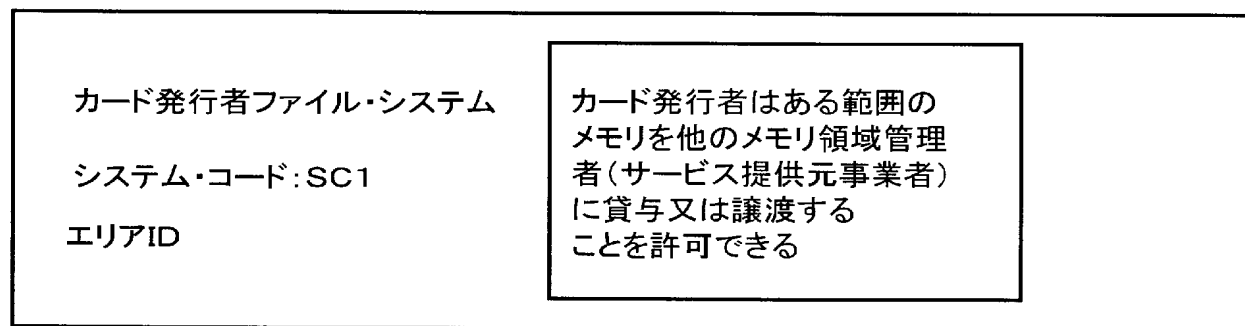 カード発行者ファイル・システム
システム・コード:SC1
エリアID
カード発行者はある範囲の
メモリを他のメモリ領域管理
者(サービス提供元事業者)
に貸与又は譲渡する
ことを許可できる